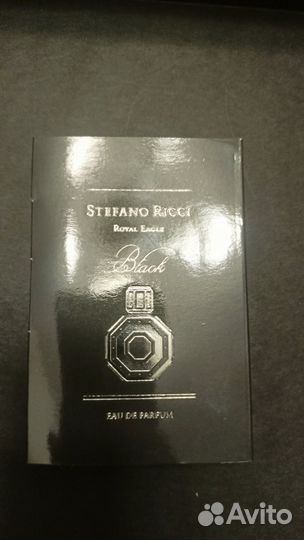 STEFANO RICCI
ROYAL EAGLE
Black
EAU DE PARFUM
Avito